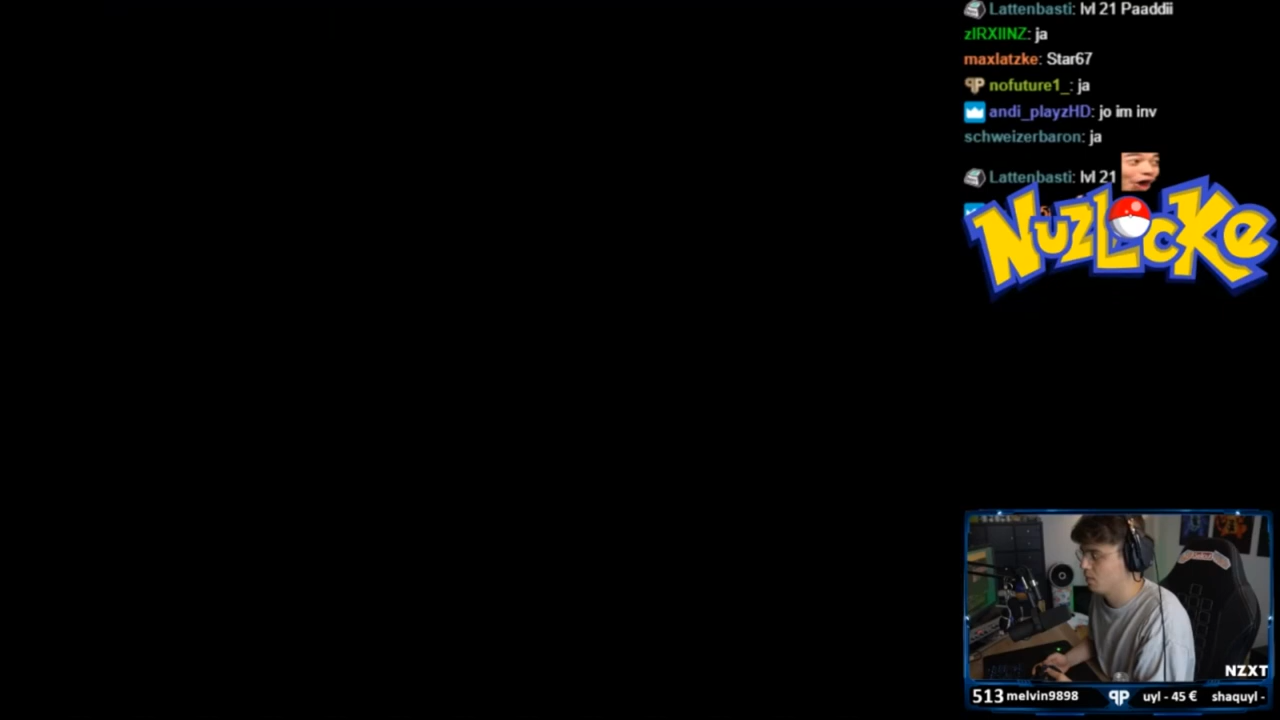 Lattenbasti: lvl 21 Paaddii
zIRXIINZ: ja
maxlatzke: Star67
nofuture1_: ja
andi_playzHD: jo im inv
schweizerbaron: ja
Lattenbasti: lvl 21
NUZLOCKE
NZXT
513 melvin9898 uyl - 45 € shaquyl -